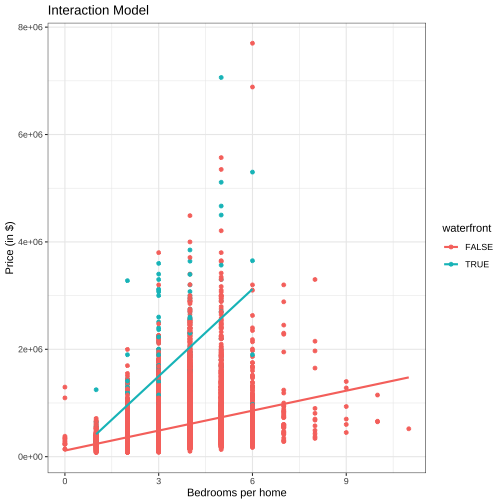 Interaction Model
8e+06
6e+06
4e+06
2e+06
0e+00
Price (in $)
0
3
6
9
Bedrooms per home
waterfront
FALSE
TRUE